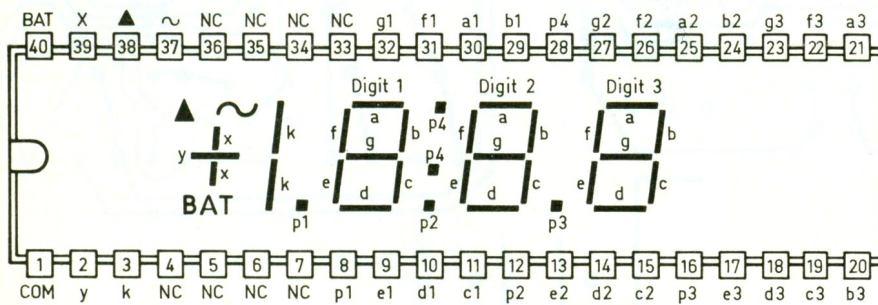 BAT X ▲ ~ NC NC NC NC g1 f1 a1 b1 p4 g2 f2 a2 b2 g3 f3 a3
40 39 38 37 36 35 34 33 32 31 30 29 28 27 26 25 24 23 22 21
Digit 1 Digit 2 Digit 3
▲ ~ k f a b p4 f a b f a b
y x g p4 g g
x k e d c e d c e d c
BAT p1 p2 p3
1 2 3 4 5 6 7 8 9 10 11 12 13 14 15 16 17 18 19 20
COM y k NC NC NC NC p1 e1 d1 c1 p2 e2 d2 c2 p3 e3 d3 c3 b3